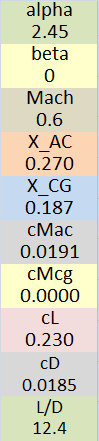 alpha
2.45
beta
0
Mach
0.6
X_AC
0.270
X_CG
0.187
cMac
0.0191
cMcg
0.0000
cL
0.230
cD
0.0185
L/D
12.4